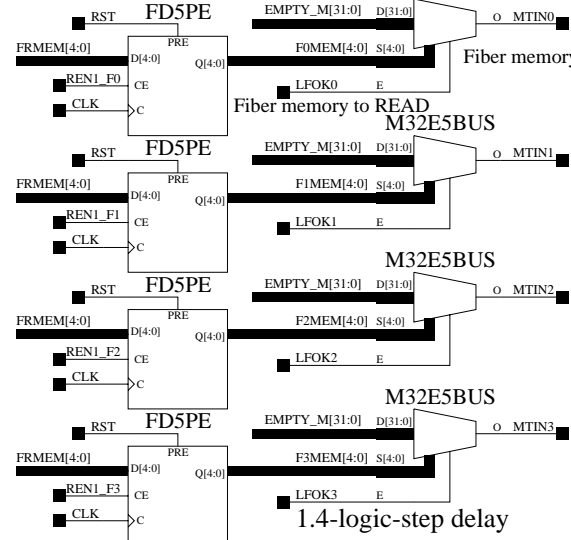 RST FD5PE EMPTY_M[31:0] D[31:0] O MTIN0
PRE
FRMEM[4:0] D[4:0] Q[4:0] F0MEM[4:0] S[4:0] Fiber memory
REN1_F0 CE LFOK0 E
CLK C Fiber memory to READ
M32E5BUS
RST FD5PE EMPTY_M[31:0] D[31:0] O MTIN1
PRE
FRMEM[4:0] D[4:0] Q[4:0] F1MEM[4:0] S[4:0]
REN1_F1 CE LFOK1 E
CLK C
M32E5BUS
RST FD5PE EMPTY_M[31:0] D[31:0] O MTIN2
PRE
FRMEM[4:0] D[4:0] Q[4:0] F2MEM[4:0] S[4:0]
REN1_F2 CE LFOK2 E
CLK C
M32E5BUS
RST FD5PE EMPTY_M[31:0] D[31:0] O MTIN3
PRE
FRMEM[4:0] D[4:0] Q[4:0] F3MEM[4:0] S[4:0]
REN1_F3 CE LFOK3 E
CLK C 1.4-logic-step delay